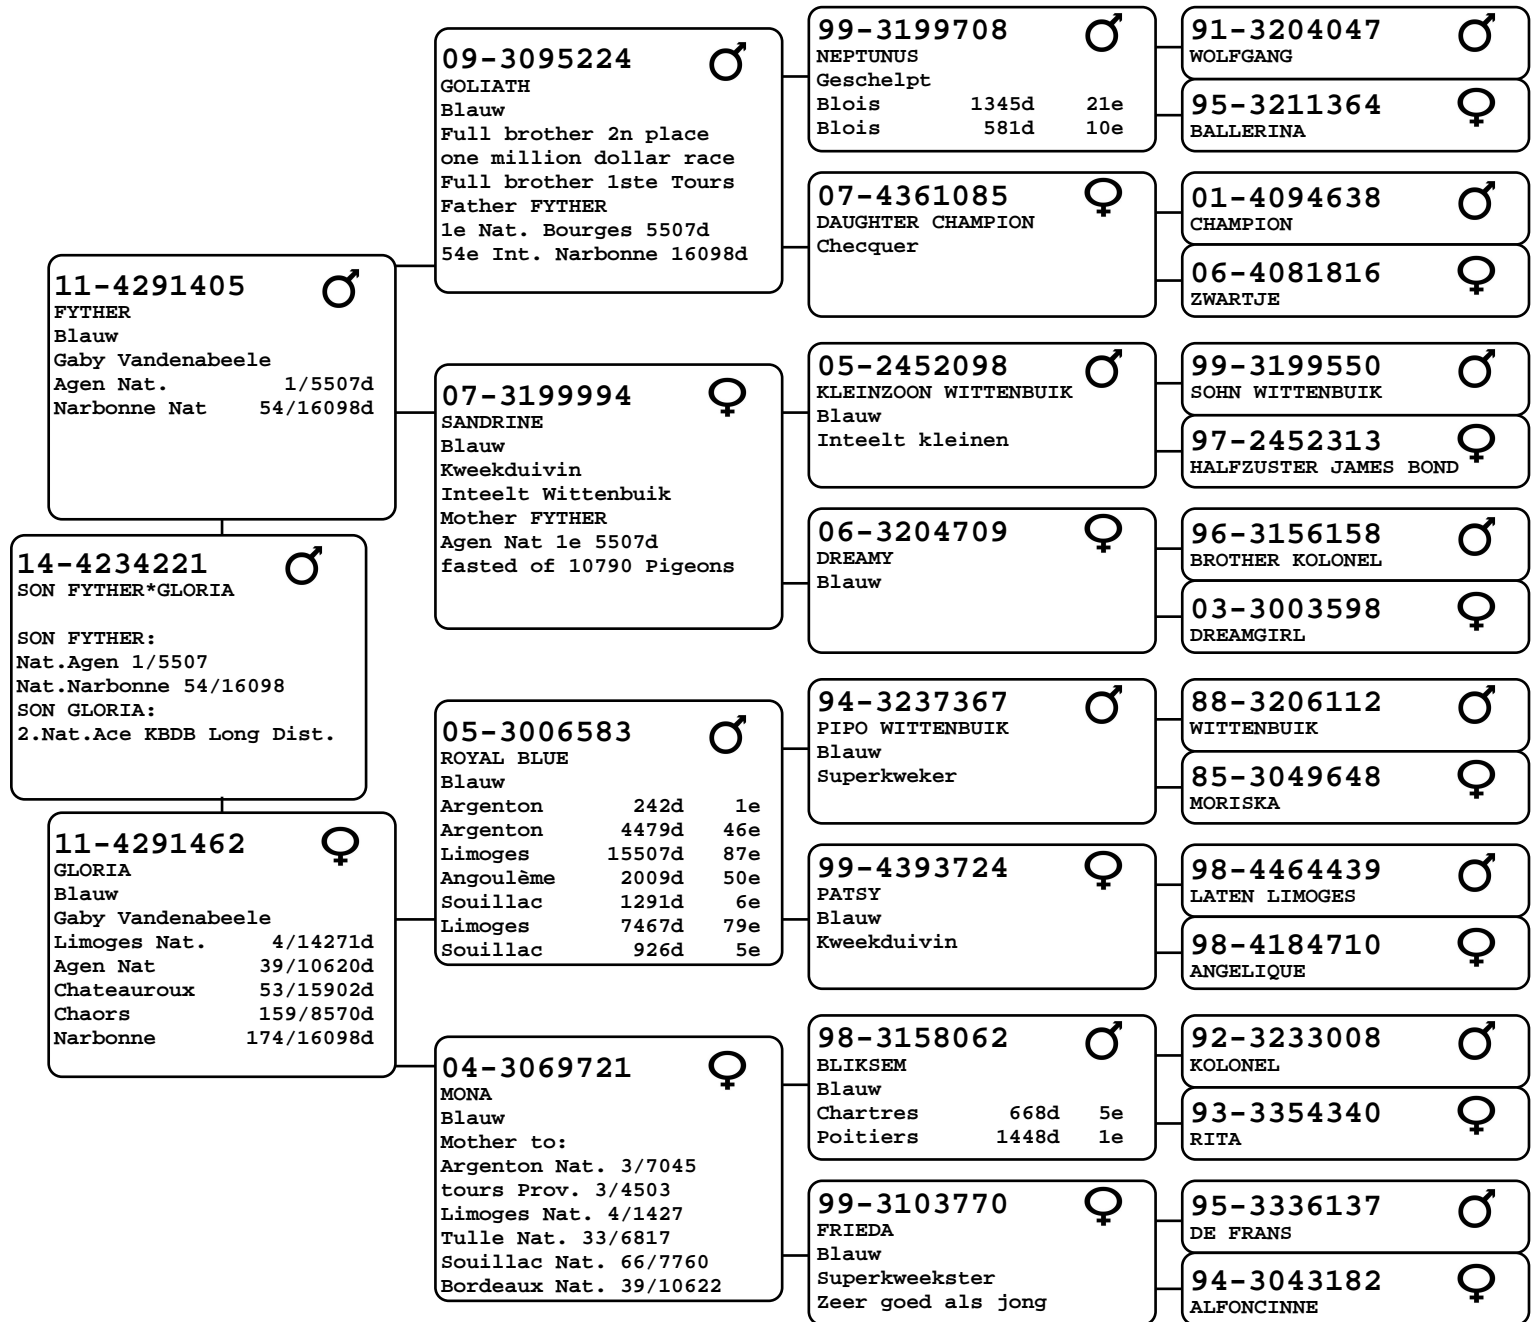 14-4234221
SON FYTHER*GLORIA
SON FYTHER:
Nat.Agen 1/5507
Nat.Narbonne 54/16098
SON GLORIA:
2.Nat.Ace KBDB Long Dist.
11-4291405
FYTHER
Blauw
Gaby Vandenabeele
Agen Nat. 1/5507d
Narbonne Nat 54/16098d
11-4291462
GLORIA
Blauw
Gaby Vandenabeele
Limoges Nat. 4/14271d
Agen Nat 39/10620d
Chateauroux 53/15902d
Chaors 159/8570d
Narbonne 174/16098d
09-3095224
GOLIATH
Blauw
Full brother 2n place
one million dollar race
Full brother 1ste Tours
Father FYTHER
1e Nat. Bourges 5507d
54e Int. Narbonne 16098d
07-3199994
SANDRINE
Blauw
Kweekduivin
Inteelt Wittenbuik
Mother FYTHER
Agen Nat 1e 5507d
fasted of 10790 Pigeons
05-3006583
ROYAL BLUE
Blauw
Argenton 242d 1e
Argenton 4479d 46e
Limoges 15507d 87e
Angoulème 2009d 50e
Souillac 1291d 6e
Limoges 7467d 79e
Souillac 926d 5e
04-3069721
MONA
Blauw
Mother to:
Argenton Nat. 3/7045
tours Prov. 3/4503
Limoges Nat. 4/1427
Tulle Nat. 33/6817
Souillac Nat. 66/7760
Bordeaux Nat. 39/10622
99-3199708
NEPTUNUS
Geschelpt
Blois 1345d 21e
Blois 581d 10e
07-4361085
DAUGHTER CHAMPION
Checquer
05-2452098
KLEINZOON WITTENBUIK
Blauw
Inteelt kleinen
06-3204709
DREAMY
Blauw
94-3237367
PIPO WITTENBUIK
Blauw
Superkweker
99-4393724
PATSY
Blauw
Kweekduivin
98-3158062
BLIKSEM
Blauw
Chartres 668d 5e
Poitiers 1448d 1e
99-3103770
FRIEDA
Blauw
Superkweekster
Zeer goed als jong
91-3204047
WOLFGANG
95-3211364
BALLERINA
01-4094638
CHAMPION
06-4081816
ZWARTJE
99-3199550
SOHN WITTENBUIK
97-2452313
HALFZUSTER JAMES BOND
96-3156158
BROTHER KOLONEL
03-3003598
DREAMGIRL
88-3206112
WITTENBUIK
85-3049648
MORISKA
98-4464439
LATEN LIMOGES
98-4184710
ANGELIQUE
92-3233008
KOLONEL
93-3354340
RITA
95-3336137
DE FRANS
94-3043182
ALFONCINNE